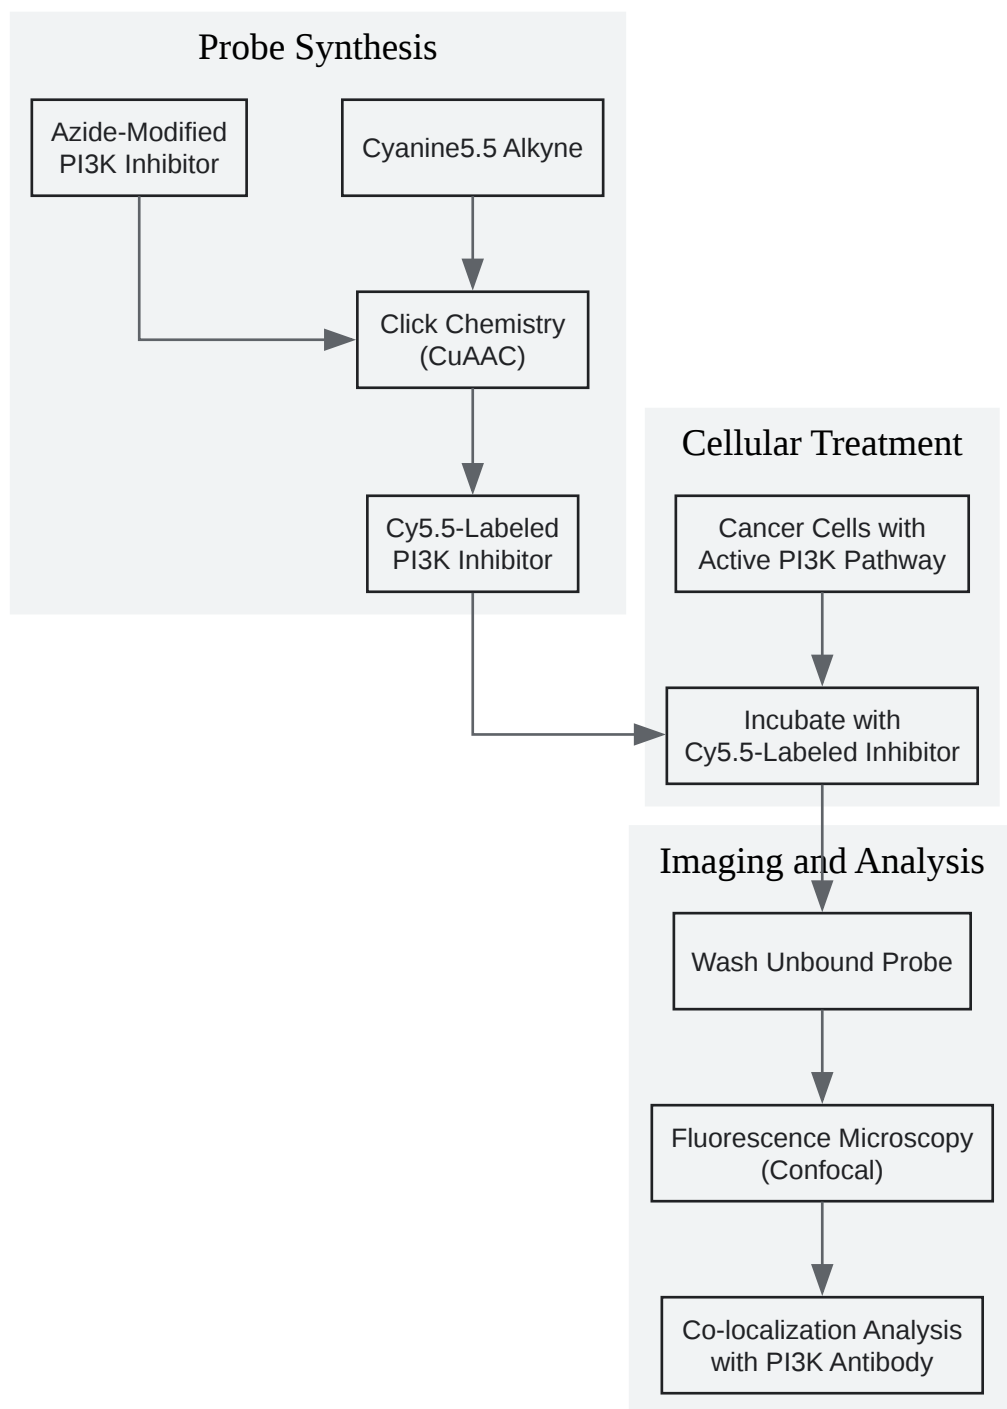 Probe Synthesis
Azide-Modified
PI3K Inhibitor
Cyanine5.5 Alkyne
Click Chemistry
(CuAAC)
Cy5.5-Labeled
PI3K Inhibitor
Cellular Treatment
Cancer Cells with
Active PI3K Pathway
Incubate with
Cy5.5-Labeled Inhibitor
Imaging and Analysis
Wash Unbound Probe
Fluorescence Microscopy
(Confocal)
Co-localization Analysis
with PI3K Antibody